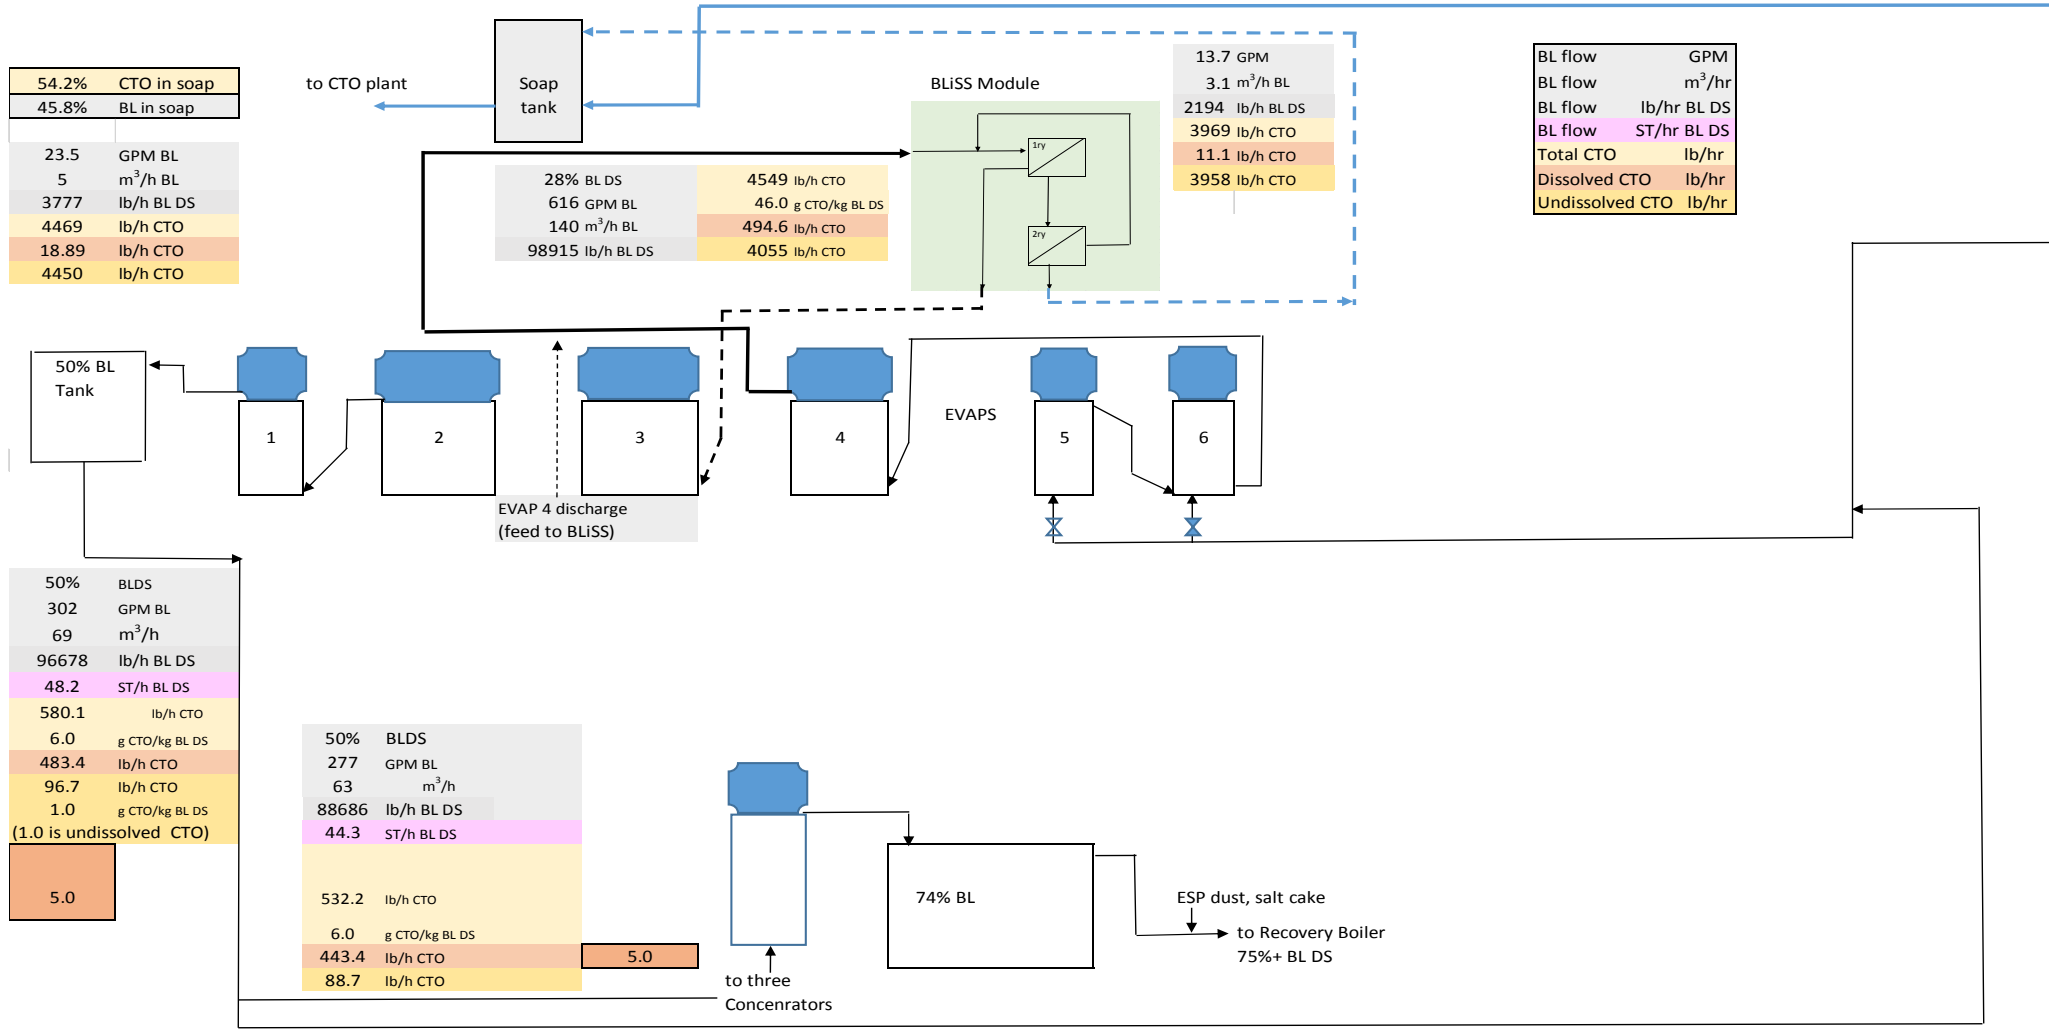 54.2% CTO in soap
45.8% BL in soap
23.5 GPM BL
5 m³/h BL
3777 lb/h BL DS
4469 lb/h CTO
18.89 lb/h CTO
4450 lb/h CTO
to CTO plant
Soap
tank
28% BL DS 4549 lb/h CTO
616 GPM BL 46.0 g CTO/kg BL DS
140 m³/h BL 494.6 lb/h CTO
98915 lb/h BL DS 4055 lb/h CTO
BLiSS Module
1ry
2ry
13.7 GPM
3.1 m³/h BL
2194 lb/h BL DS
3969 lb/h CTO
11.1 lb/h CTO
3958 lb/h CTO
BL flow GPM
BL flow m³/hr
BL flow lb/hr BL DS
BL flow ST/hr BL DS
Total CTO lb/hr
Dissolved CTO lb/hr
Undissolved CTO lb/hr
50% BL
Tank
1
2
3
4
EVAPS
5
6
EVAP 4 discharge
(feed to BLiSS)
50% BLDS
302 GPM BL
69 m³/h
96678 lb/h BL DS
48.2 ST/h BL DS
580.1 lb/h CTO
6.0 g CTO/kg BL DS
483.4 lb/h CTO
96.7 lb/h CTO
1.0 g CTO/kg BL DS
(1.0 is undissolved CTO)
5.0
50% BLDS
277 GPM BL
63 m³/h
88686 lb/h BL DS
44.3 ST/h BL DS
532.2 lb/h CTO
6.0 g CTO/kg BL DS
443.4 lb/h CTO
88.7 lb/h CTO
5.0
to three
Concenrators
74% BL
ESP dust, salt cake
to Recovery Boiler
75%+ BL DS